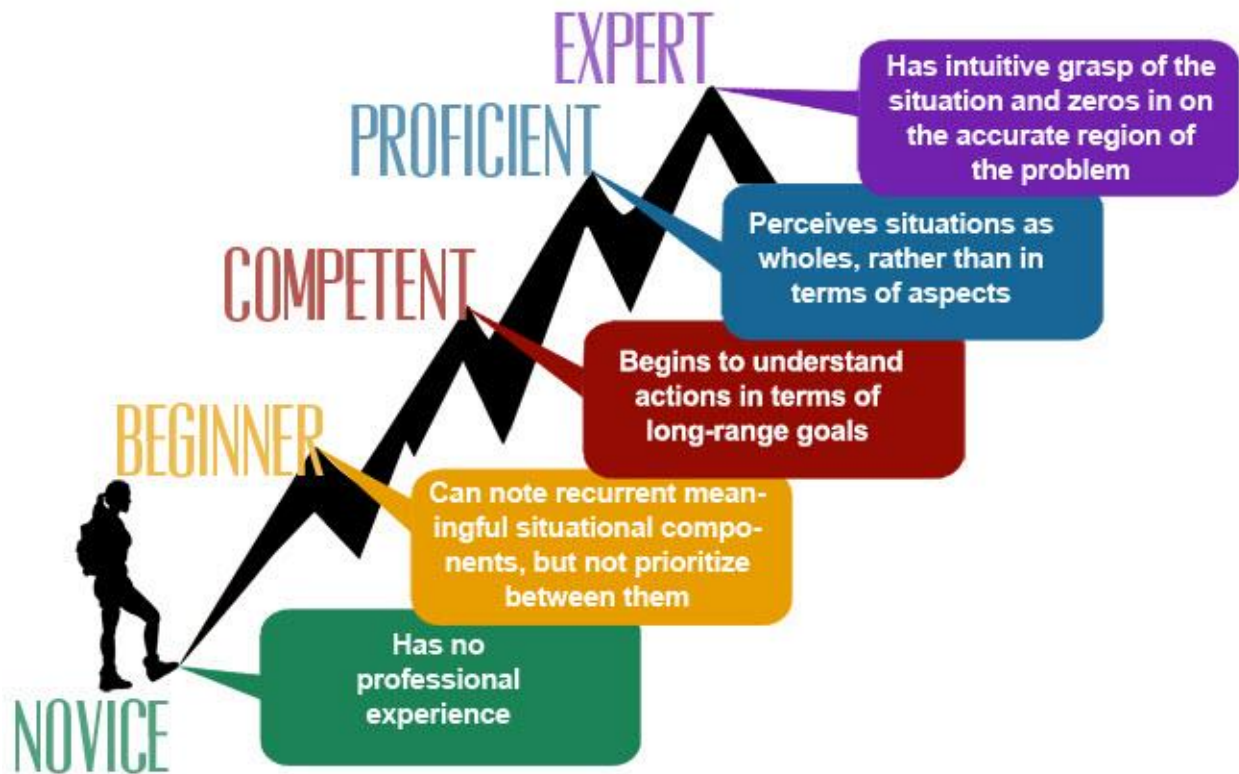 EXPERT
Has intuitive grasp of the
situation and zeros in on
the accurate region of
the problem
PROFICIENT
Perceives situations as
wholes, rather than in
terms of aspects
COMPETENT
Begins to understand
actions in terms of
long-range goals
BEGINNER
Can note recurrent mean-
ingful situational compo-
nents, but not prioritize
between them
Has no
professional
experience
NOVICE